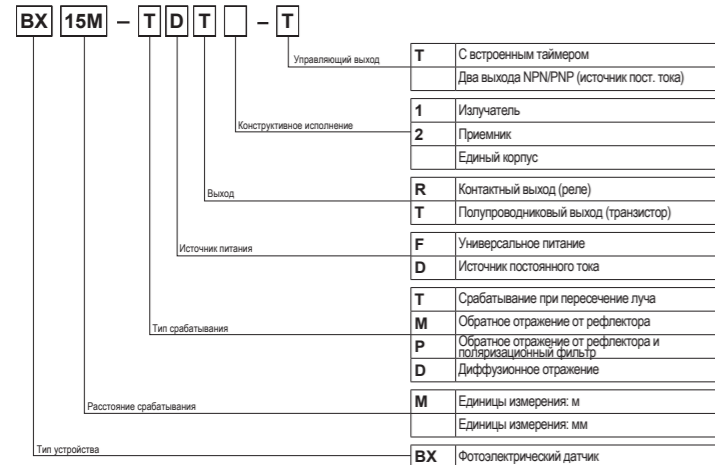 BX 15M – T D T – T
Управляющий выход
T С встроенным таймером
Два выхода NPN/PNP (источник пост. тока)
Конструктивное исполнение
1 Излучатель
2 Приемник
Единый корпус
Выход
R Контактный выход (реле)
T Полупроводниковый выход (транзистор)
Источник питания
F Универсальное питание
D Источник постоянного тока
Тип срабатывания
T Срабатывание при пересечение луча
M Обратное отражение от рефлектора
P Обратное отражение от рефлектора и
поляризационный фильтр
D Диффузионное отражение
Расстояние срабатывания
M Единицы измерения: м
Единицы измерения: мм
Тип устройства
BX Фотоэлектрический датчик